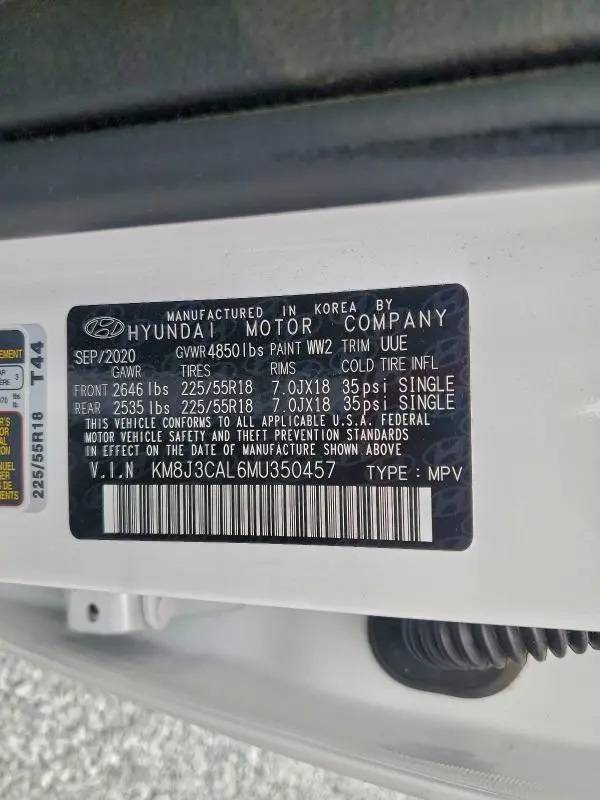 MANUFACTURED IN KOREA BY
HYUNDAI MOTOR COMPANY
SEP/2020 GVWR 4850lbs PAINT WW2 TRIM UUE
GAWR TIRES RIMS COLD TIRE INFL
FRONT 2646 lbs 225/55R18 7.0JX18 35psi SINGLE
REAR 2535 lbs 225/55R18 7.0JX18 35psi SINGLE
THIS VEHICLE CONFORMS TO ALL APPLICABLE U.S.A. FEDERAL
MOTOR VEHICLE SAFETY AND THEFT PREVENTION STANDARDS
IN EFFECT ON THE DATE OF MANUFACTURE SHOWN ABOVE
V.I.N KM8J3CAL6MU350457 TYPE : MPV
225/55R18 T44
3